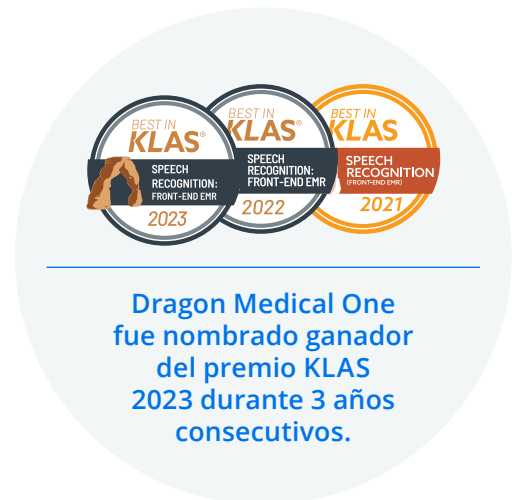 BEST IN
KLAS®
SPEECH
RECOGNITION:
FRONT-END EMR
2023
BEST IN
KLAS®
SPEECH
RECOGNITION:
FRONT-END EMR
2022
BEST IN
KLAS
SPEECH
RECOGNITION
(FRONT-END EMR)
2021
Dragon Medical One
fue nombrado ganador
del premio KLAS
2023 durante 3 años
consecutivos.